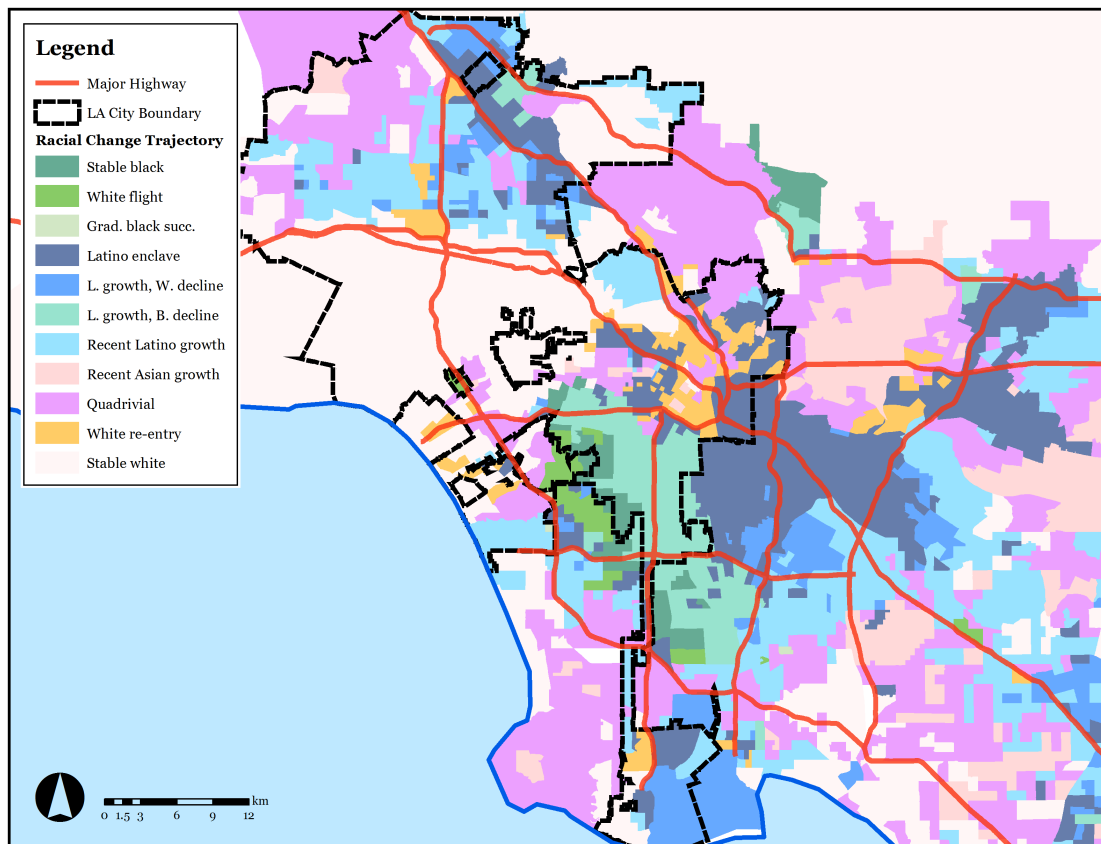 Legend
Major Highway
LA City Boundary
Racial Change Trajectory
Stable black
White flight
Grad. black succ.
Latino enclave
L. growth, W. decline
L. growth, B. decline
Recent Latino growth
Recent Asian growth
Quadrivial
White re-entry
Stable white
km
0 1.5 3 6 9 12